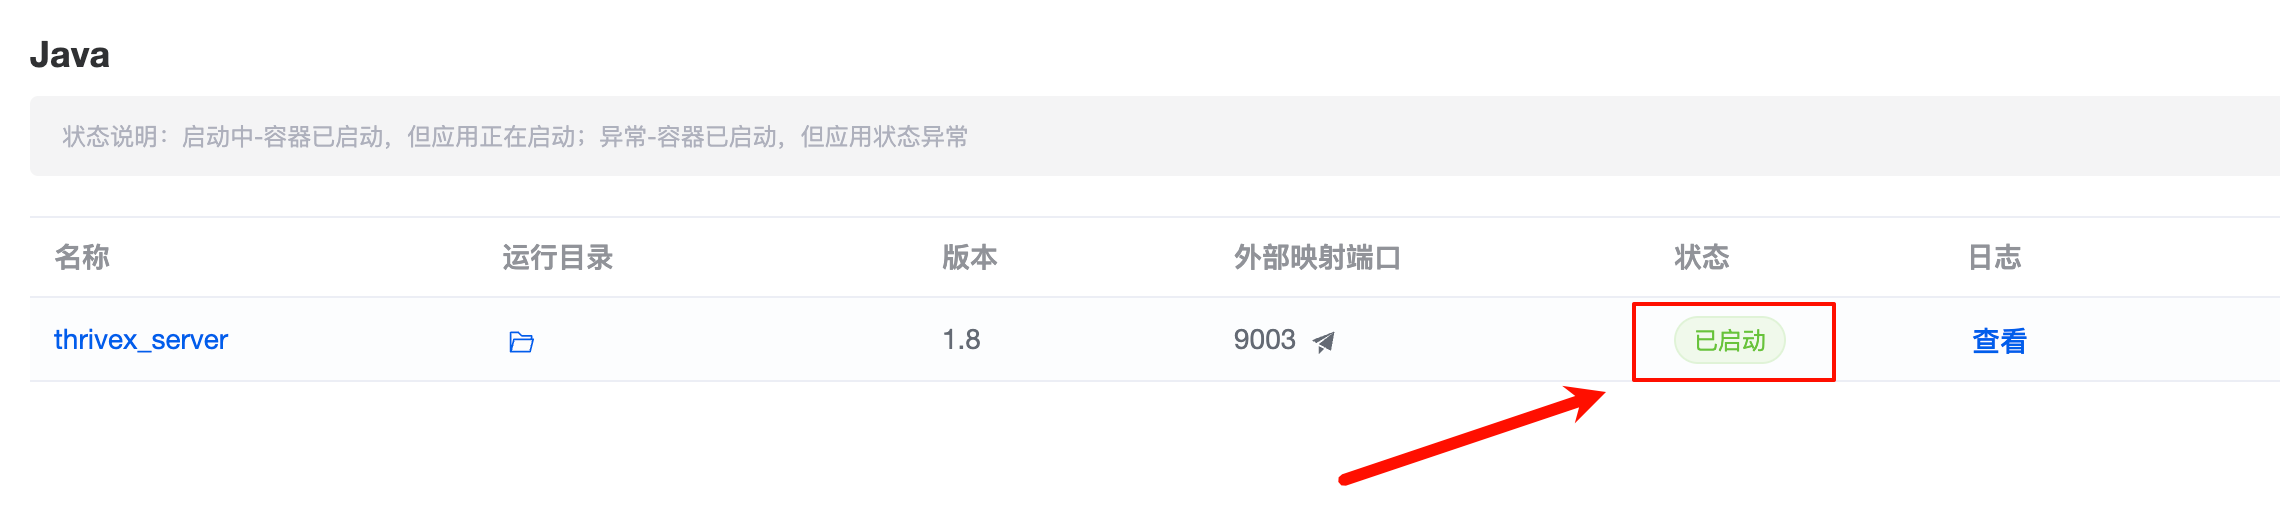 Java
状态说明：启动中-容器已启动，但应用正在启动；异常-容器已启动，但应用状态异常
名称 运行目录 版本 外部映射端口 状态 日志
thrivex_server 1.8 9003 已启动 查看